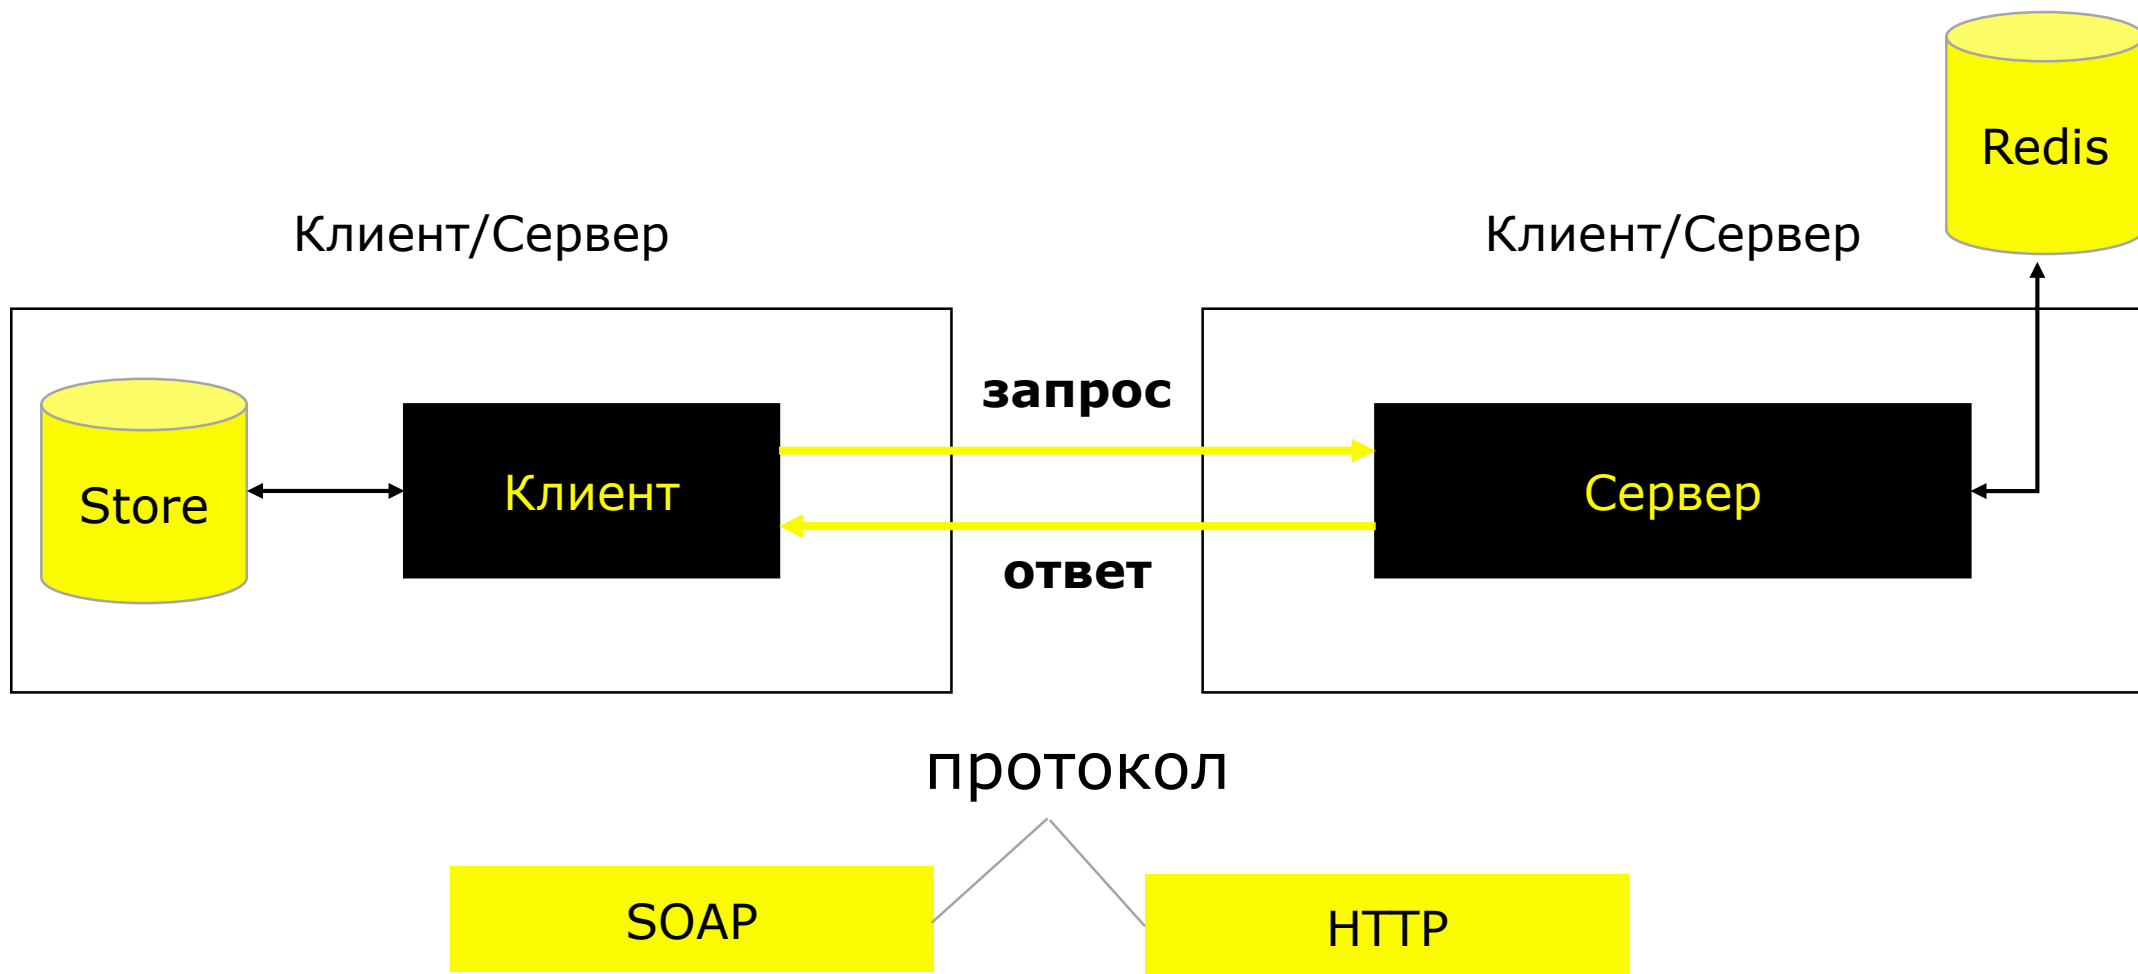 Redis
Клиент/Сервер
Клиент/Сервер
запрос
Store
Клиент
Сервер
ответ
протокол
SOAP
HTTP